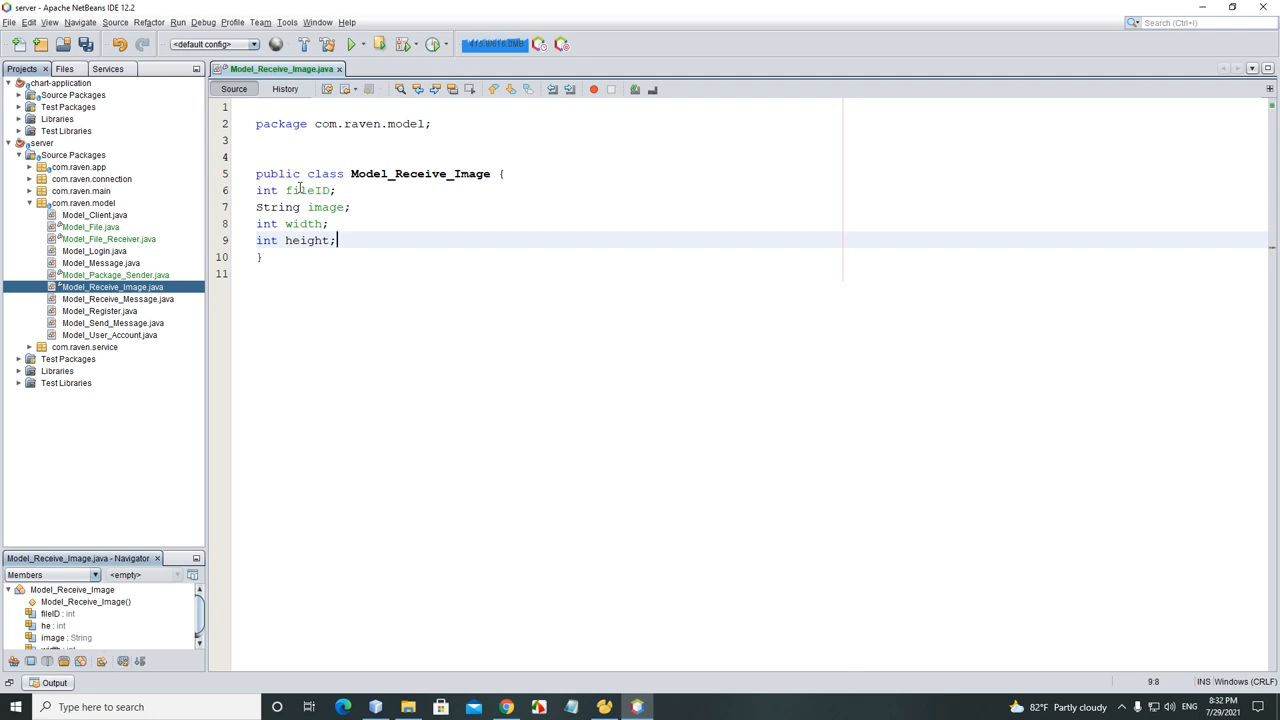 server - Apache NetBeans IDE 12.2
File Edit View Navigate Source Refactor Run Debug Profile Team Tools Window Help
Search (Ctrl+I)
<default config>
Projects Files Services
Model_Receive_Image.java
Source History
chart-application
Source Packages
Test Packages
Libraries
Test Libraries
server
Source Packages
com.raven.app
com.raven.connection
com.raven.main
com.raven.model
Model_Client.java
Model_File.java
Model_File_Receiver.java
Model_Login.java
Model_Message.java
Model_Package_Sender.java
Model_Receive_Image.java
Model_Receive_Message.java
Model_Register.java
Model_Send_Message.java
Model_User_Account.java
com.raven.service
Test Packages
Libraries
Test Libraries
1
2 package com.raven.model;
3
4
5 public class Model_Receive_Image {
6 int fileID;
7 String image;
8 int width;
9 int height;
10 }
11
Model_Receive_Image.java - Navigator
Members <empty>
Model_Receive_Image
Model_Receive_Image()
fileID : int
he : int
image : String
Output
9:8 INS Windows (CRLF)
Type here to search
82°F Partly cloudy
8:32 PM
7/29/2021